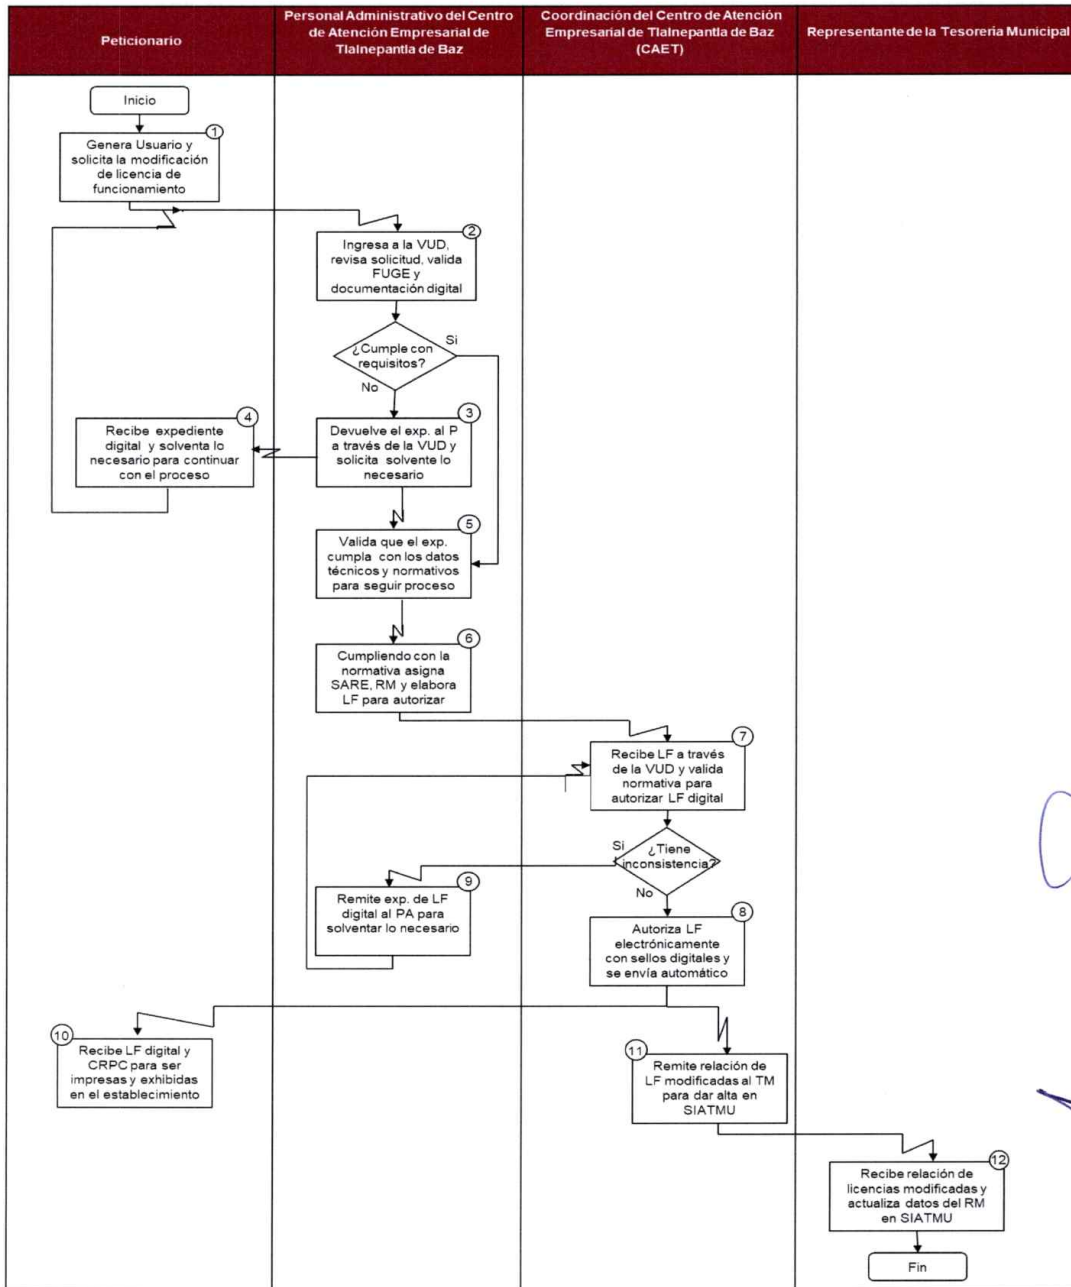 Peticionario
Personal Administrativo del Centro
de Atención Empresarial de
Tlalnepantla de Baz
Coordinación del Centro de Atención
Empresarial de Tlalnepantla de Baz
(CAET)
Representante de la Tesorería Municipal
Inicio
1
Genera Usuario y
solicita la modificación
de licencia de
funcionamiento
2
Ingresa a la VUD,
revisa solicitud, valida
FUGE y
documentación digital
¿Cumple con
requisitos?
Si
No
3
Devuelve el exp. al P
a través de la VUD y
solicita solvente lo
necesario
4
Recibe expediente
digital y solventa lo
necesario para continuar
con el proceso
5
Valida que el exp.
cumpla con los datos
técnicos y normativos
para seguir proceso
6
Cumpliendo con la
normativa asigna
SARE, RM y elabora
LF para autorizar
7
Recibe LF a través
de la VUD y valida
normativa para
autorizar LF digital
¿Tiene
inconsistencia?
Si
No
8
Autoriza LF
electrónicamente
con sellos digitales y
se envía automático
9
Remite exp. de LF
digital al PA para
solventar lo necesario
10
Recibe LF digital y
CRPC para ser
impresas y exhibidas
en el establecimiento
11
Remite relación de
LF modificadas al TM
para dar alta en
SIATMU
12
Recibe relación de
licencias modificadas y
actualiza datos del RM
en SIATMU
Fin